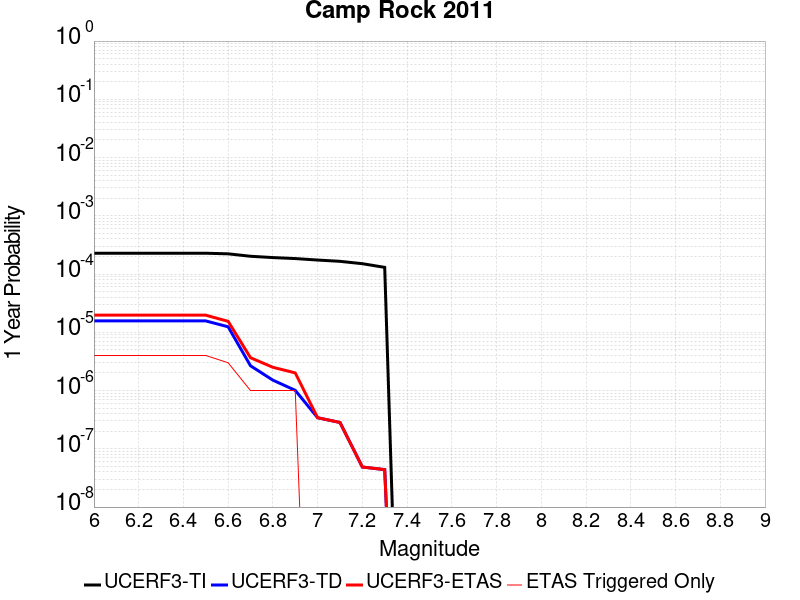 Camp Rock 2011
10 0
10 -1
10 -2
10 -3
10 -4
10 -5
10 -6
10 -7
10 -8
1 Year Probability
6 6.2 6.4 6.6 6.8 7 7.2 7.4 7.6 7.8 8 8.2 8.4 8.6 8.8 9
Magnitude
UCERF3-TI UCERF3-TD UCERF3-ETAS ETAS Triggered Only